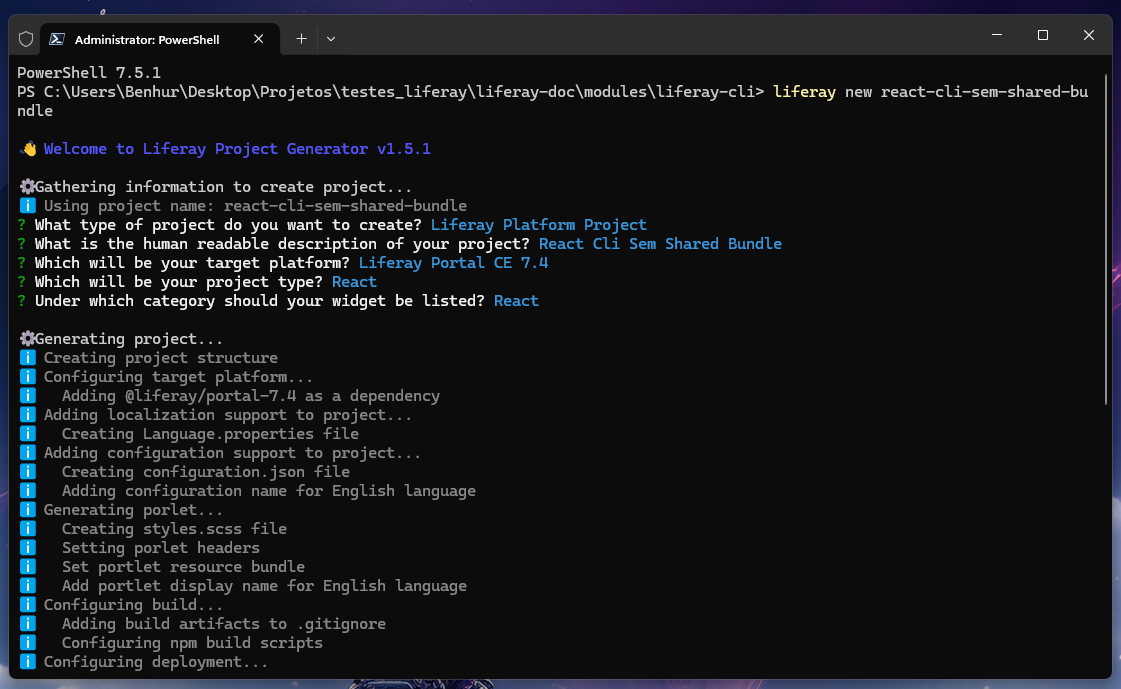 Administrator: PowerShell
PowerShell 7.5.1
PS C:\Users\Benhur\Desktop\Projetos\testes_liferay\liferay-doc\modules\liferay-cli> liferay new react-cli-sem-shared-bu
ndle
👋 Welcome to Liferay Project Generator v1.5.1
⚙️Gathering information to create project...
ℹ️ Using project name: react-cli-sem-shared-bundle
? What type of project do you want to create? Liferay Platform Project
? What is the human readable description of your project? React Cli Sem Shared Bundle
? Which will be your target platform? Liferay Portal CE 7.4
? Which will be your project type? React
? Under which category should your widget be listed? React
⚙️Generating project...
ℹ️ Creating project structure
ℹ️ Configuring target platform...
ℹ️   Adding @liferay/portal-7.4 as a dependency
ℹ️ Adding localization support to project...
ℹ️   Creating Language.properties file
ℹ️ Adding configuration support to project...
ℹ️   Creating configuration.json file
ℹ️   Adding configuration name for English language
ℹ️ Generating porlet...
ℹ️   Creating styles.scss file
ℹ️   Setting porlet headers
ℹ️   Set portlet resource bundle
ℹ️   Add portlet display name for English language
ℹ️ Configuring build...
ℹ️   Adding build artifacts to .gitignore
ℹ️   Configuring npm build scripts
ℹ️ Configuring deployment...